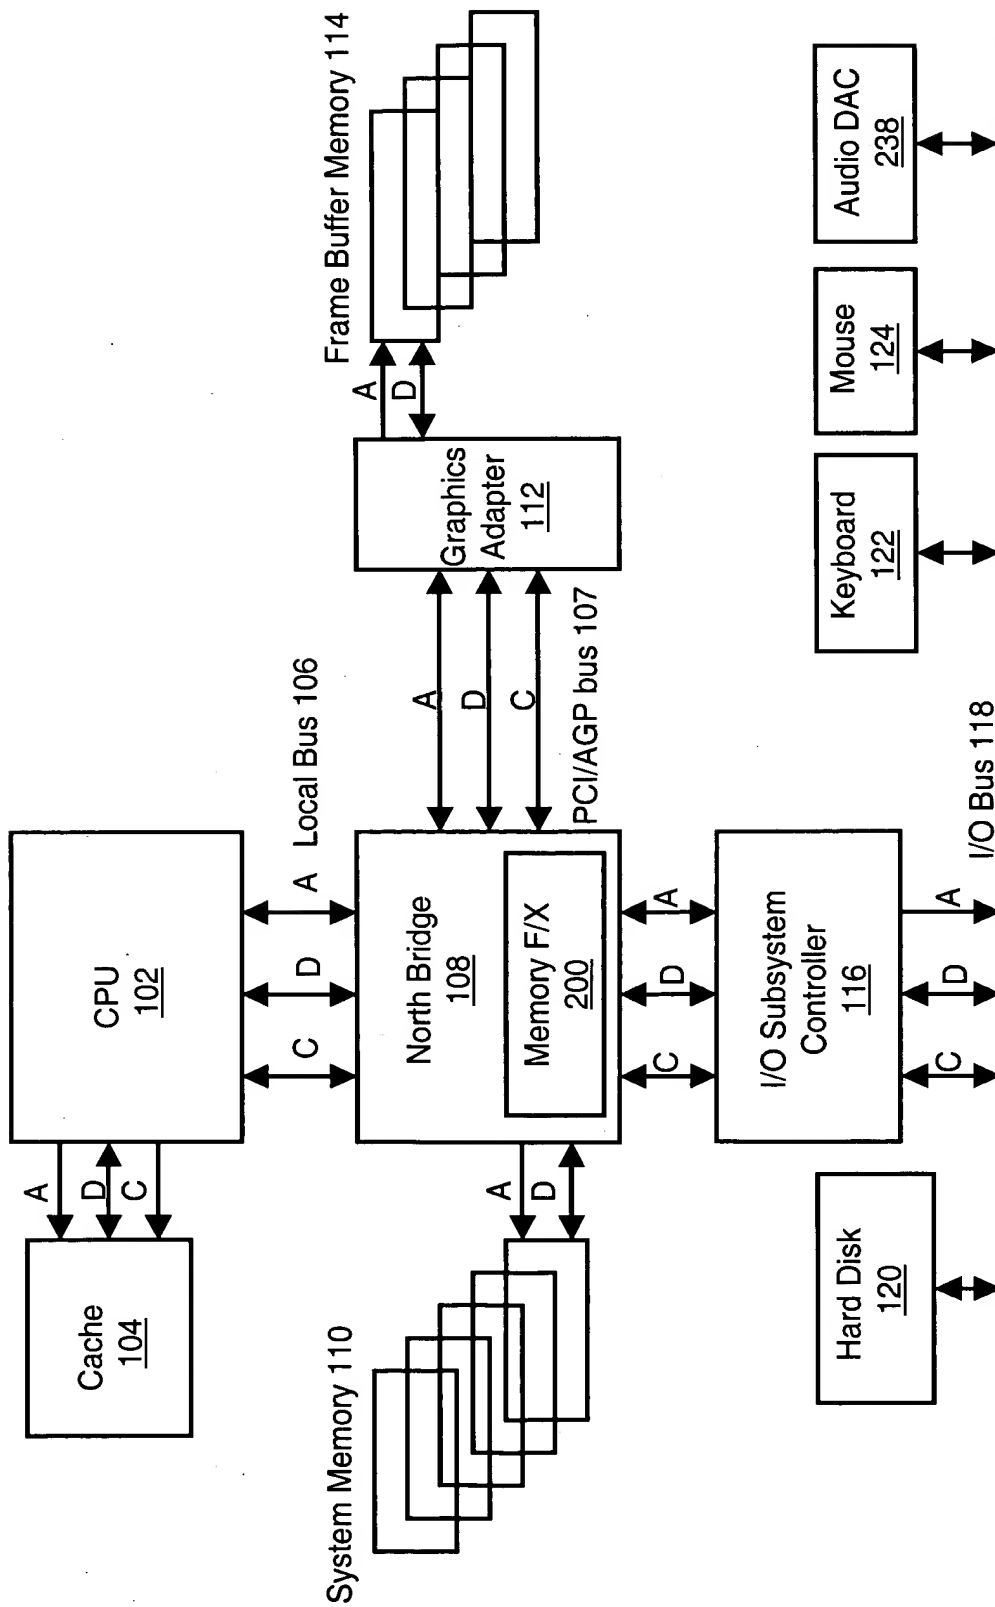 A
D
C
Cache
104
CPU
102
C
D
A
Local Bus 106
System Memory 110
A
D
North Bridge
108
Memory F/X
200
A
D
C
PCI/AGP bus 107
Graphics
Adapter
112
A
D
Frame Buffer Memory 114
C
D
A
I/O Subsystem
Controller
116
C
D
A
I/O Bus 118
Hard Disk
120
Keyboard
122
Mouse
124
Audio DAC
238